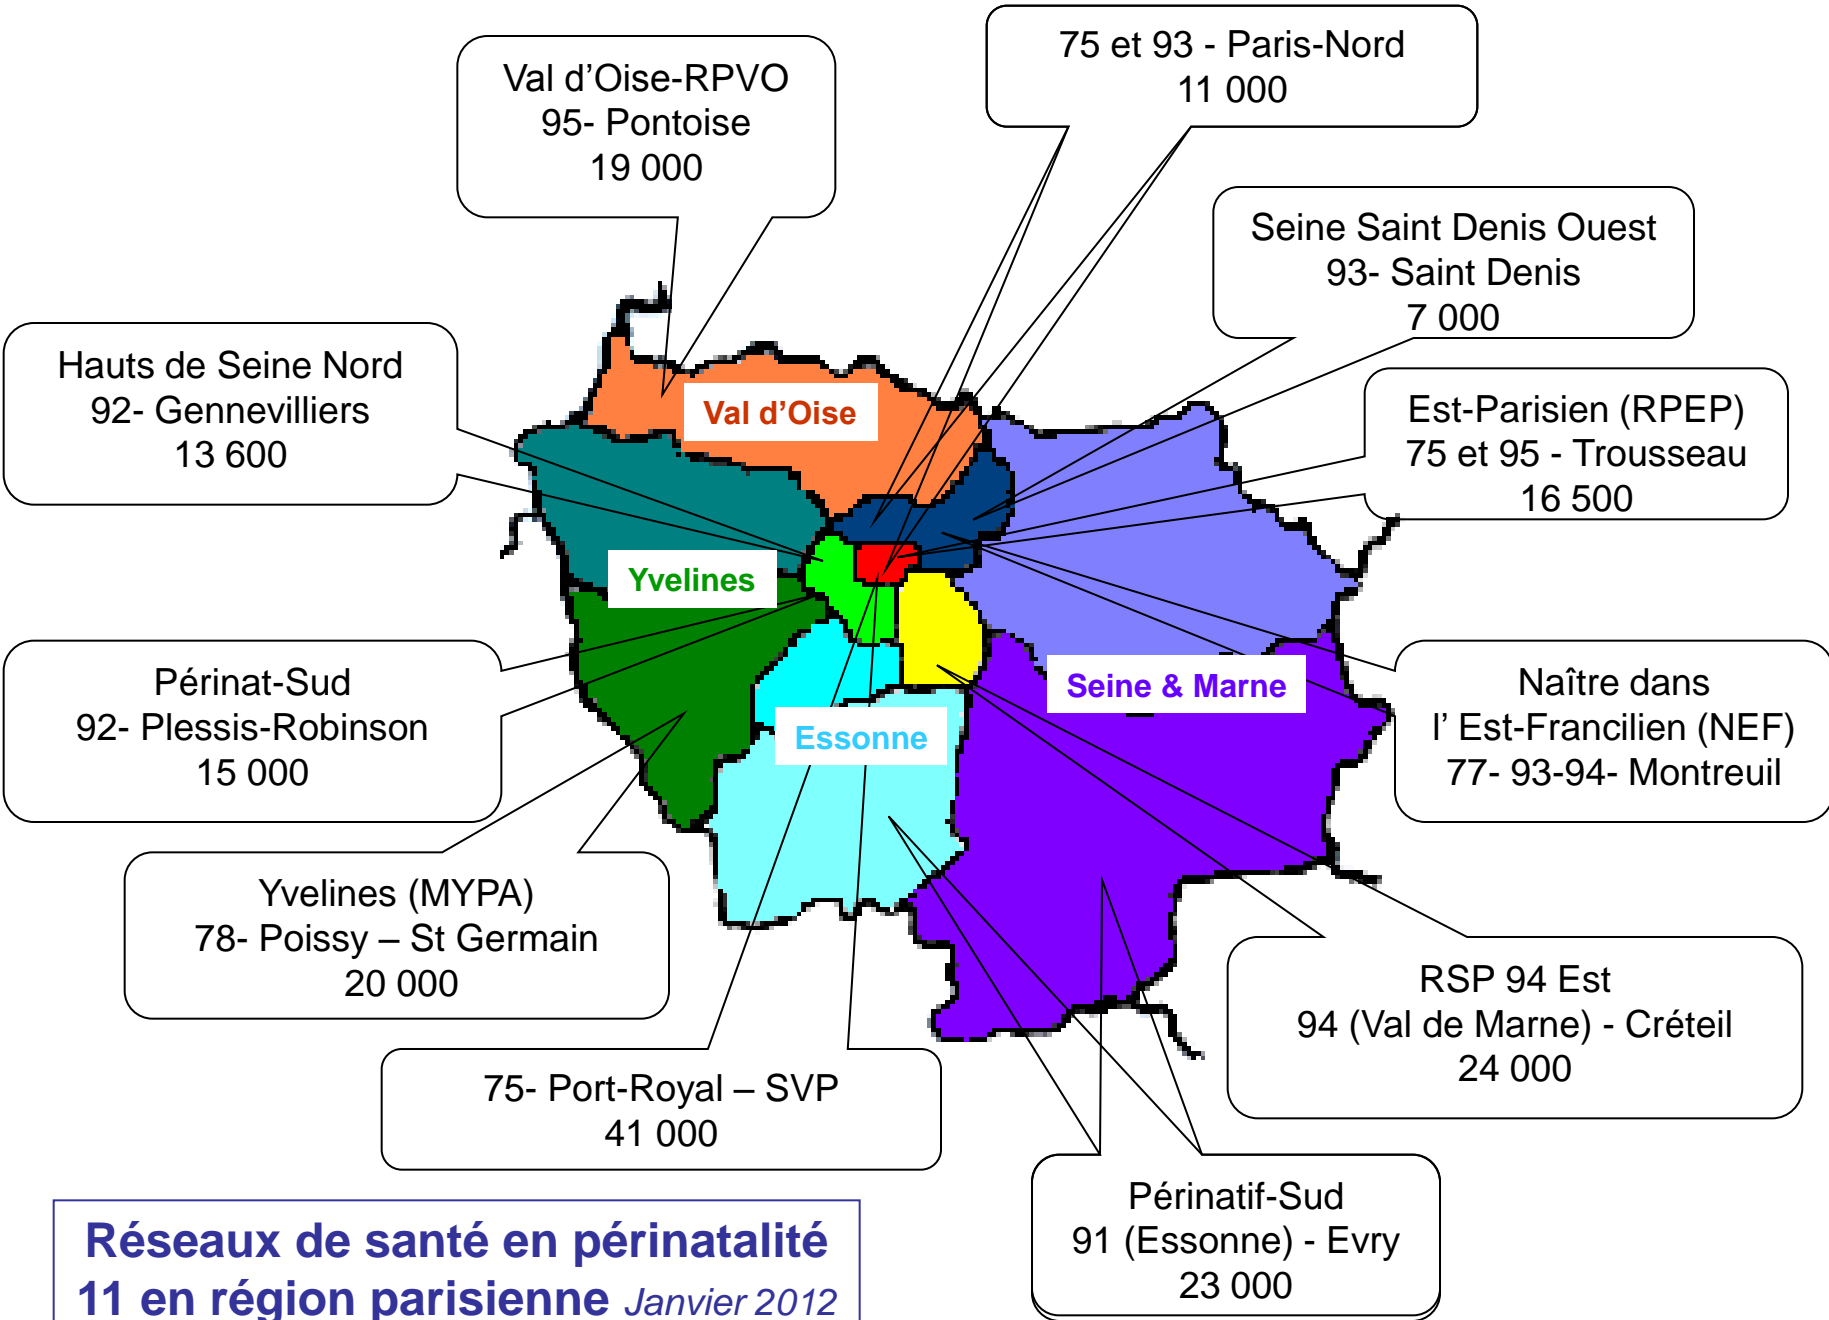 75 et 93 - Paris-Nord
11 000
Val d’Oise-RPVO
95- Pontoise
19 000
Seine Saint Denis Ouest
93- Saint Denis
7 000
Hauts de Seine Nord
92- Gennevilliers
13 600
Est-Parisien (RPEP)
75 et 95 - Trousseau
16 500
Val d’Oise
Yvelines
Seine & Marne
Essonne
Périnat-Sud
92- Plessis-Robinson
15 000
Naître dans
l’ Est-Francilien (NEF)
77- 93-94- Montreuil
Yvelines (MYPA)
78- Poissy – St Germain
20 000
RSP 94 Est
94 (Val de Marne) - Créteil
24 000
75- Port-Royal – SVP
41 000
Périnatif-Sud
91 (Essonne) - Evry
23 000
Réseaux de santé en périnatalité
11 en région parisienne Janvier 2012